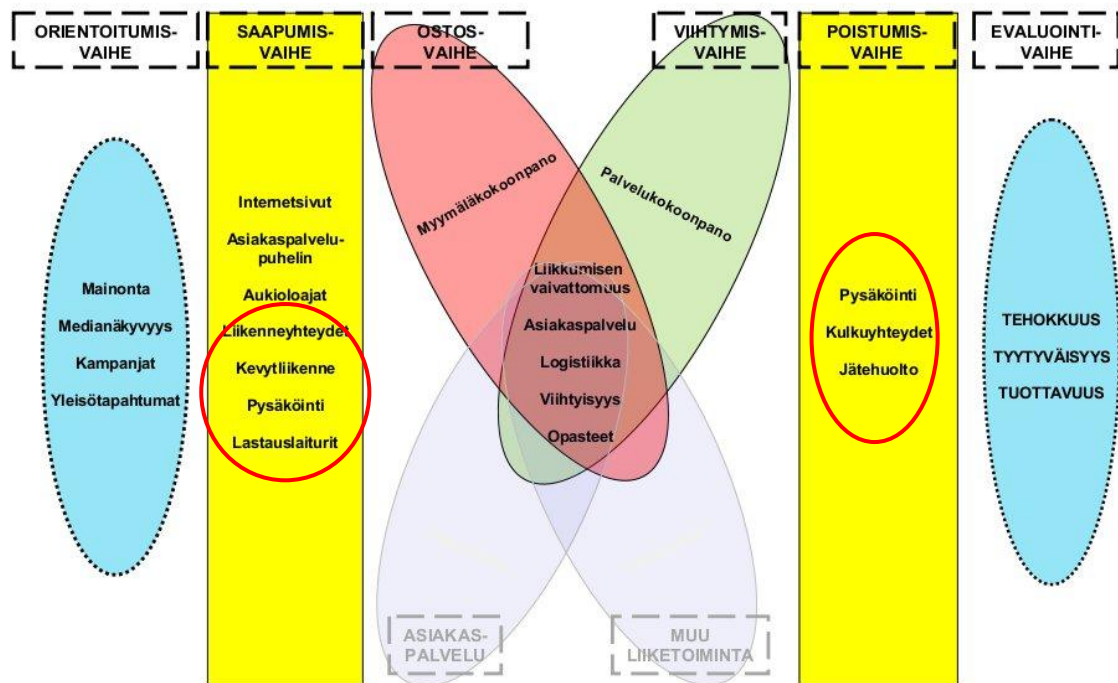 ORIENTOITUMIS-
VAIHE
SAAPUMIS-
VAIHE
OSTOS-
VAIHE
VIIHTYMIS-
VAIHE
POISTUMIS-
VAIHE
EVALUOINTI-
VAIHE
Mainonta
Medianäkyvyys
Kampanjat
Yleisötapahtumat
Internetsivut
Asiakaspalvelu-
puhelin
Aukioloajat
Liikenneyhteydet
Kevytliikenne
Pysäköinti
Lastauslaiturit
Myymäläkokoonpano
Palvelukokoonpano
Liikkumisen
vaivattomuus
Asiakaspalvelu
Logistiikka
Viihtyisyys
Opasteet
Pysäköinti
Kulkuyhteydet
Jätehuolto
TEHOKKUUS
TYYTYVÄISYYS
TUOTTAVUUS
ASIAKAS-
PALVELU
MUU
LIIKETOIMINTA